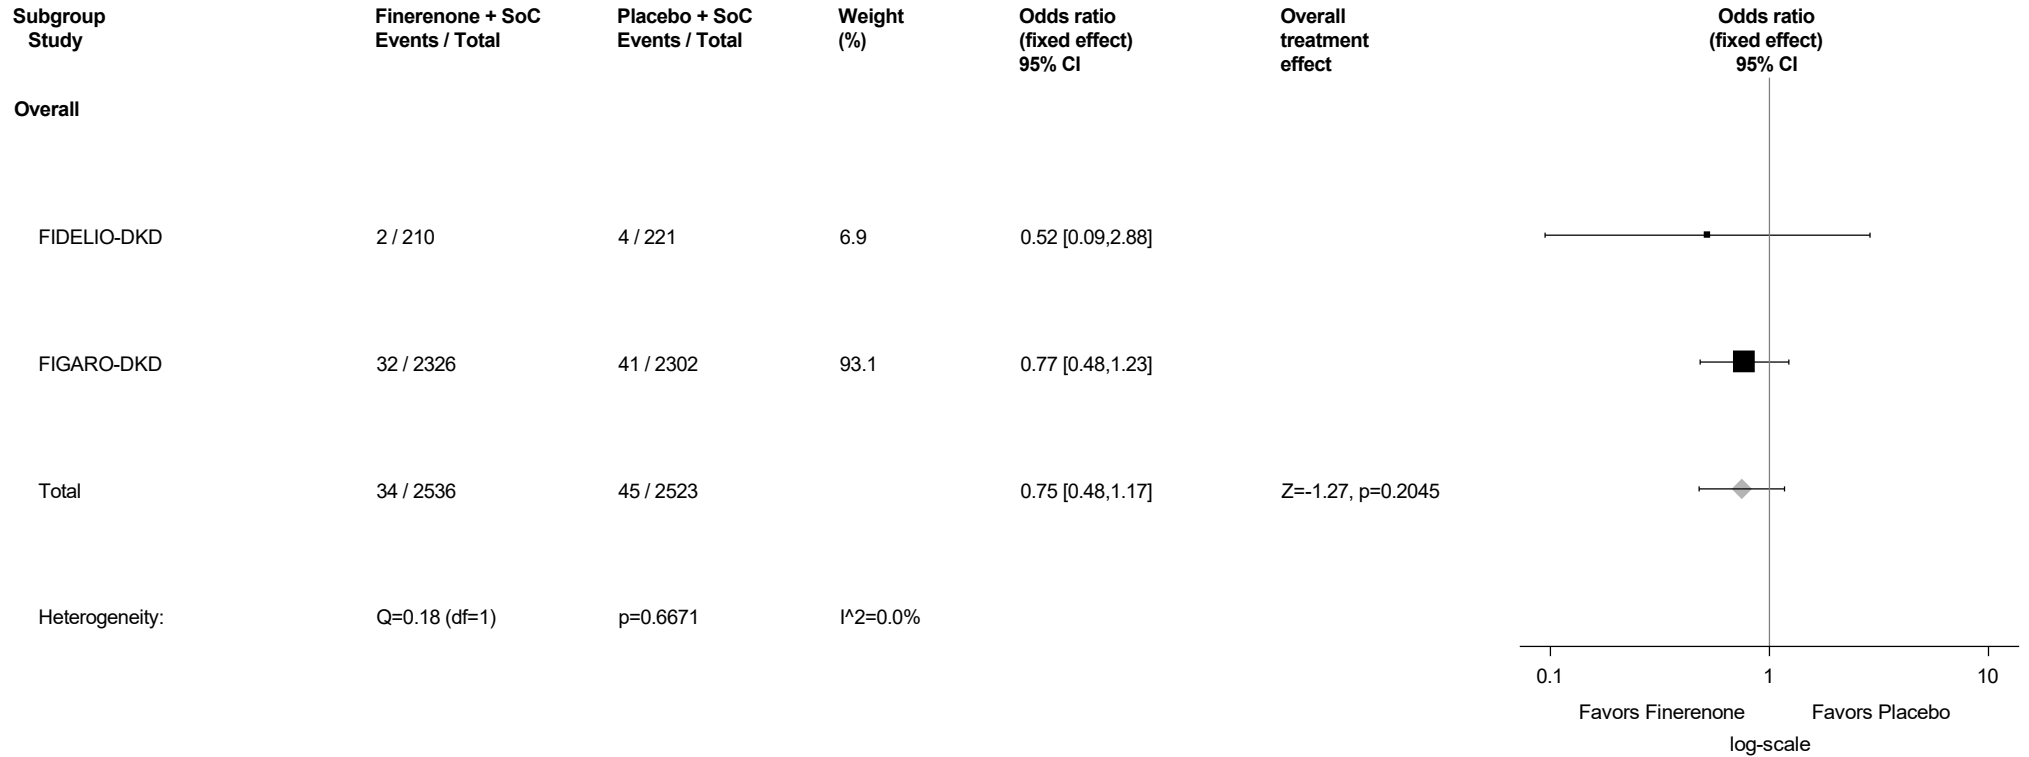 Subgroup Finerenone + SoC Placebo + SoC Weight Odds ratio Overall Odds ratio
Study Events / Total Events / Total (%) (fixed effect) treatment (fixed effect)
95% CI effect 95% CI
Overall
FIDELIO-DKD 2 / 210 4 / 221 6.9 0.52 [0.09,2.88]
FIGARO-DKD 32 / 2326 41 / 2302 93.1 0.77 [0.48,1.23]
Total 34 / 2536 45 / 2523 0.75 [0.48,1.17] Z=-1.27, p=0.2045
Heterogeneity: Q=0.18 (df=1) p=0.6671 I^2=0.0%
0.1 1 10
Favors Finerenone Favors Placebo
log-scale